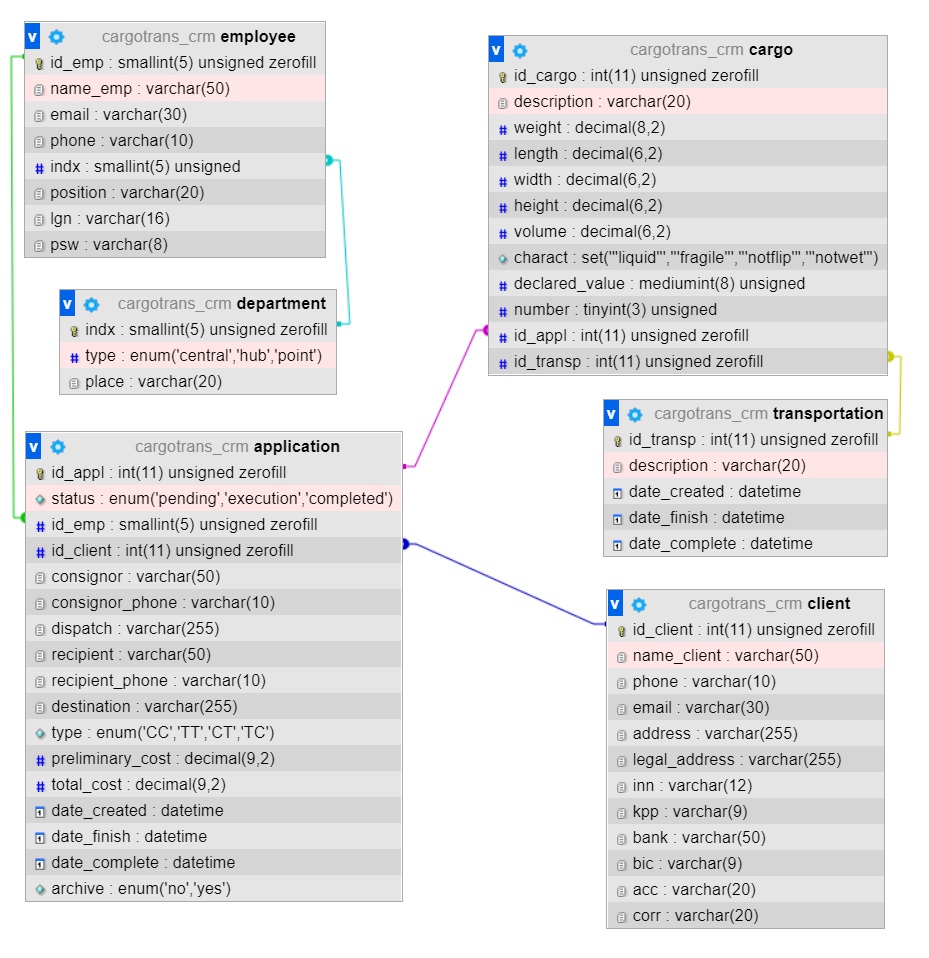 v cargotrans_crm employee
id_emp : smallint(5) unsigned zerofill
name_emp : varchar(50)
email : varchar(30)
phone : varchar(10)
# indx : smallint(5) unsigned
position : varchar(20)
lgn : varchar(16)
psw : varchar(8)
v cargotrans_crm department
indx : smallint(5) unsigned zerofill
# type : enum('central','hub','point')
place : varchar(20)
v cargotrans_crm application
id_appl : int(11) unsigned zerofill
status : enum('pending','execution','completed')
# id_emp : smallint(5) unsigned zerofill
# id_client : int(11) unsigned zerofill
consignor : varchar(50)
consignor_phone : varchar(10)
dispatch : varchar(255)
recipient : varchar(50)
recipient_phone : varchar(10)
destination : varchar(255)
type : enum('CC','TT','CT','TC')
# preliminary_cost : decimal(9,2)
# total_cost : decimal(9,2)
date_created : datetime
date_finish : datetime
date_complete : datetime
archive : enum('no','yes')
v cargotrans_crm cargo
id_cargo : int(11) unsigned zerofill
description : varchar(20)
# weight : decimal(8,2)
# length : decimal(6,2)
# width : decimal(6,2)
# height : decimal(6,2)
# volume : decimal(6,2)
charact : set('"liquid"','"fragile"','"notflip"','"notwet"')
# declared_value : mediumint(8) unsigned
# number : tinyint(3) unsigned
# id_appl : int(11) unsigned zerofill
# id_transp : int(11) unsigned zerofill
v cargotrans_crm transportation
id_transp : int(11) unsigned zerofill
description : varchar(20)
date_created : datetime
date_finish : datetime
date_complete : datetime
v cargotrans_crm client
id_client : int(11) unsigned zerofill
name_client : varchar(50)
phone : varchar(10)
email : varchar(30)
address : varchar(255)
legal_address : varchar(255)
inn : varchar(12)
kpp : varchar(9)
bank : varchar(50)
bic : varchar(9)
acc : varchar(20)
corr : varchar(20)